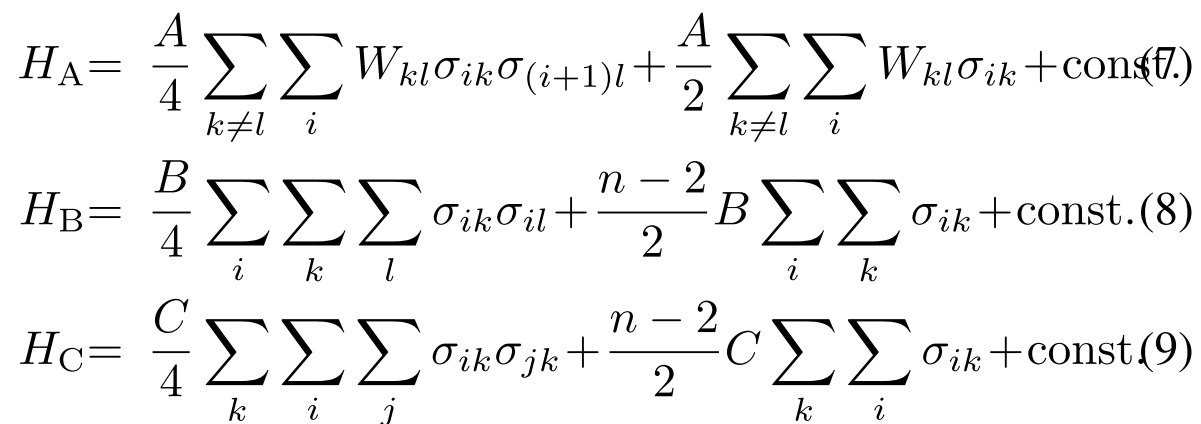 H_A = \frac{A}{4} \sum_{k \neq l} \sum_{i} W_{kl} \sigma_{ik} \sigma_{(i+1)l} + \frac{A}{2} \sum_{k \neq l} \sum_{i} W_{kl} \sigma_{ik} + const. (7)
H_B = \frac{B}{4} \sum_{i} \sum_{k} \sum_{l} \sigma_{ik} \sigma_{il} + \frac{n-2}{2} B \sum_{i} \sum_{k} \sigma_{ik} + const. (8)
H_C = \frac{C}{4} \sum_{k} \sum_{i} \sum_{j} \sigma_{ik} \sigma_{jk} + \frac{n-2}{2} C \sum_{k} \sum_{i} \sigma_{ik} + const. (9)